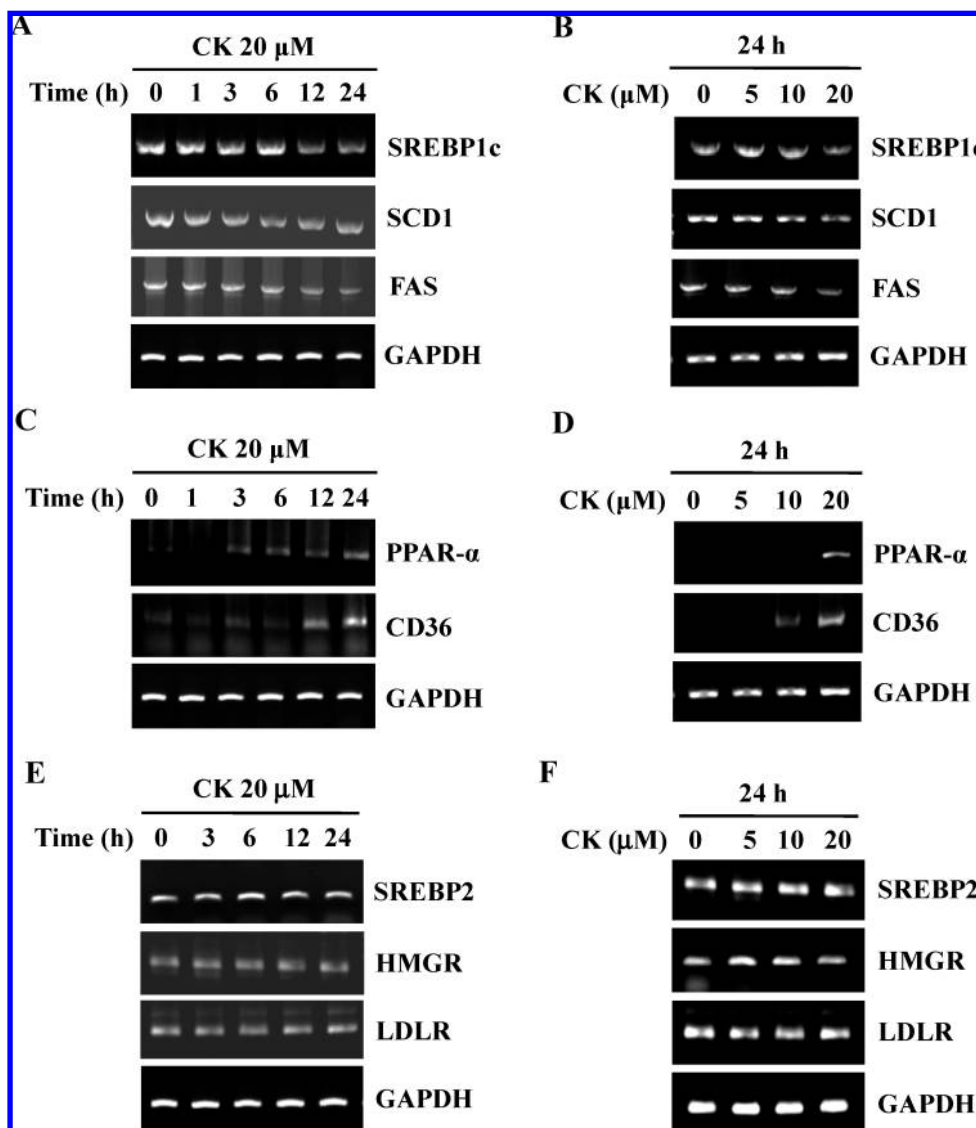 A
CK 20 µM
Time (h) 0 1 3 6 12 24
SREBP1c
SCD1
FAS
GAPDH
B
24 h
CK (µM) 0 5 10 20
SREBP1c
SCD1
FAS
GAPDH
C
CK 20 µM
Time (h) 0 1 3 6 12 24
PPAR-α
CD36
GAPDH
D
24 h
CK (µM) 0 5 10 20
PPAR-α
CD36
GAPDH
E
CK 20 µM
Time (h) 0 3 6 12 24
SREBP2
HMGR
LDLR
GAPDH
F
24 h
CK (µM) 0 5 10 20
SREBP2
HMGR
LDLR
GAPDH